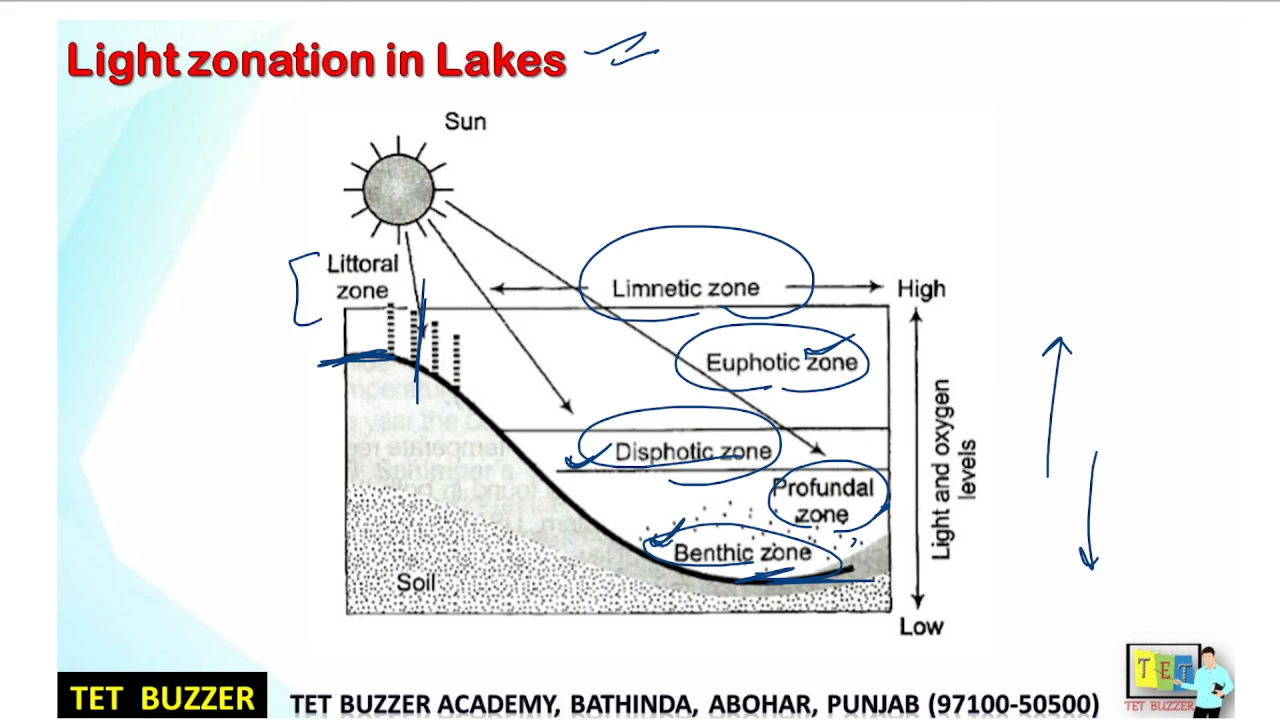 Light zonation in Lakes
Sun
Littoral
zone
Limnetic zone
High
Euphotic zone
Disphotic zone
Profundal
zone
Benthic zone
Light and oxygen
levels
Soil
Low
TET BUZZER
TET BUZZER ACADEMY, BATHINDA, ABOHAR, PUNJAB (97100-50500)
TET
TET BUZZER